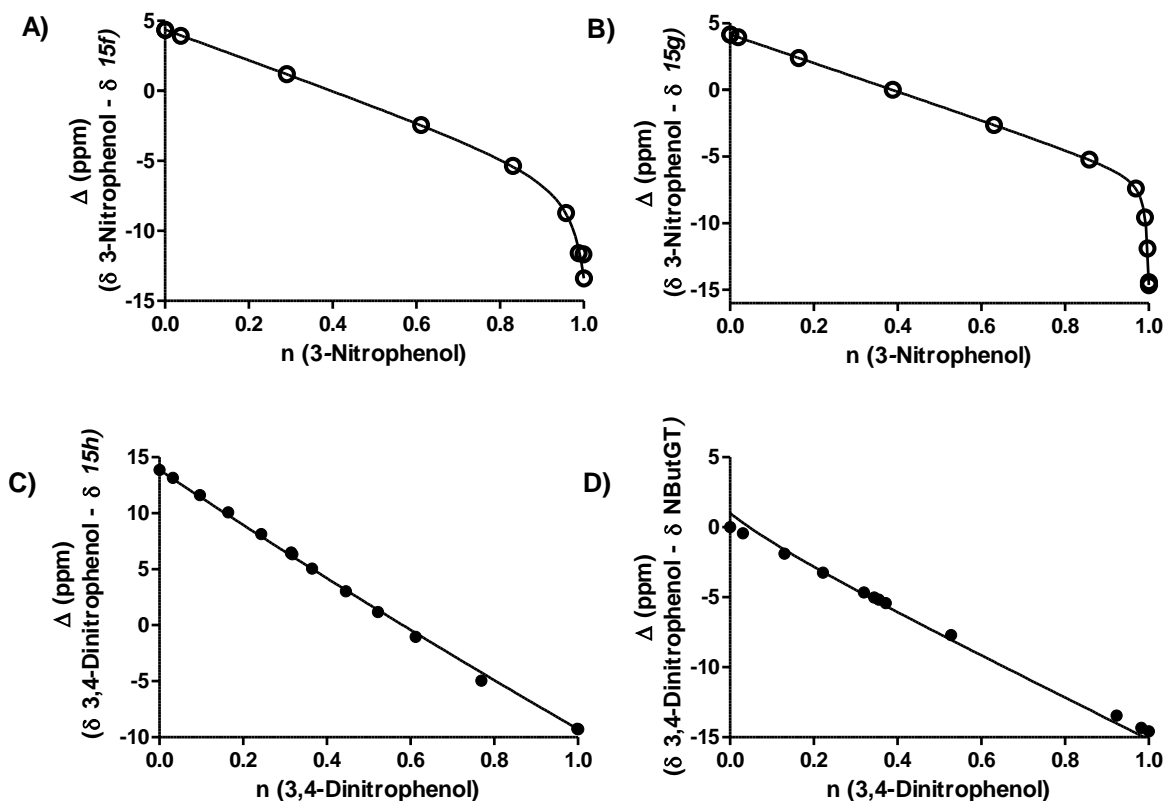 A)
Δ (ppm)
(δ 3-Nitrophenol - δ 15f)
5
0
-5
-10
-15
0.0 0.2 0.4 0.6 0.8 1.0
n (3-Nitrophenol)
B)
Δ (ppm)
(δ 3-Nitrophenol - δ 15g)
5
0
-5
-10
-15
0.0 0.2 0.4 0.6 0.8 1.0
n (3-Nitrophenol)
C)
Δ (ppm)
(δ 3,4-Dinitrophenol - δ 15h)
15
10
5
0
-5
-10
0.0 0.2 0.4 0.6 0.8 1.0
n (3,4-Dinitrophenol)
D)
Δ (ppm)
(δ 3,4-Dinitrophenol - δ NButGT)
5
0
-5
-10
-15
0.0 0.2 0.4 0.6 0.8 1.0
n (3,4-Dinitrophenol)